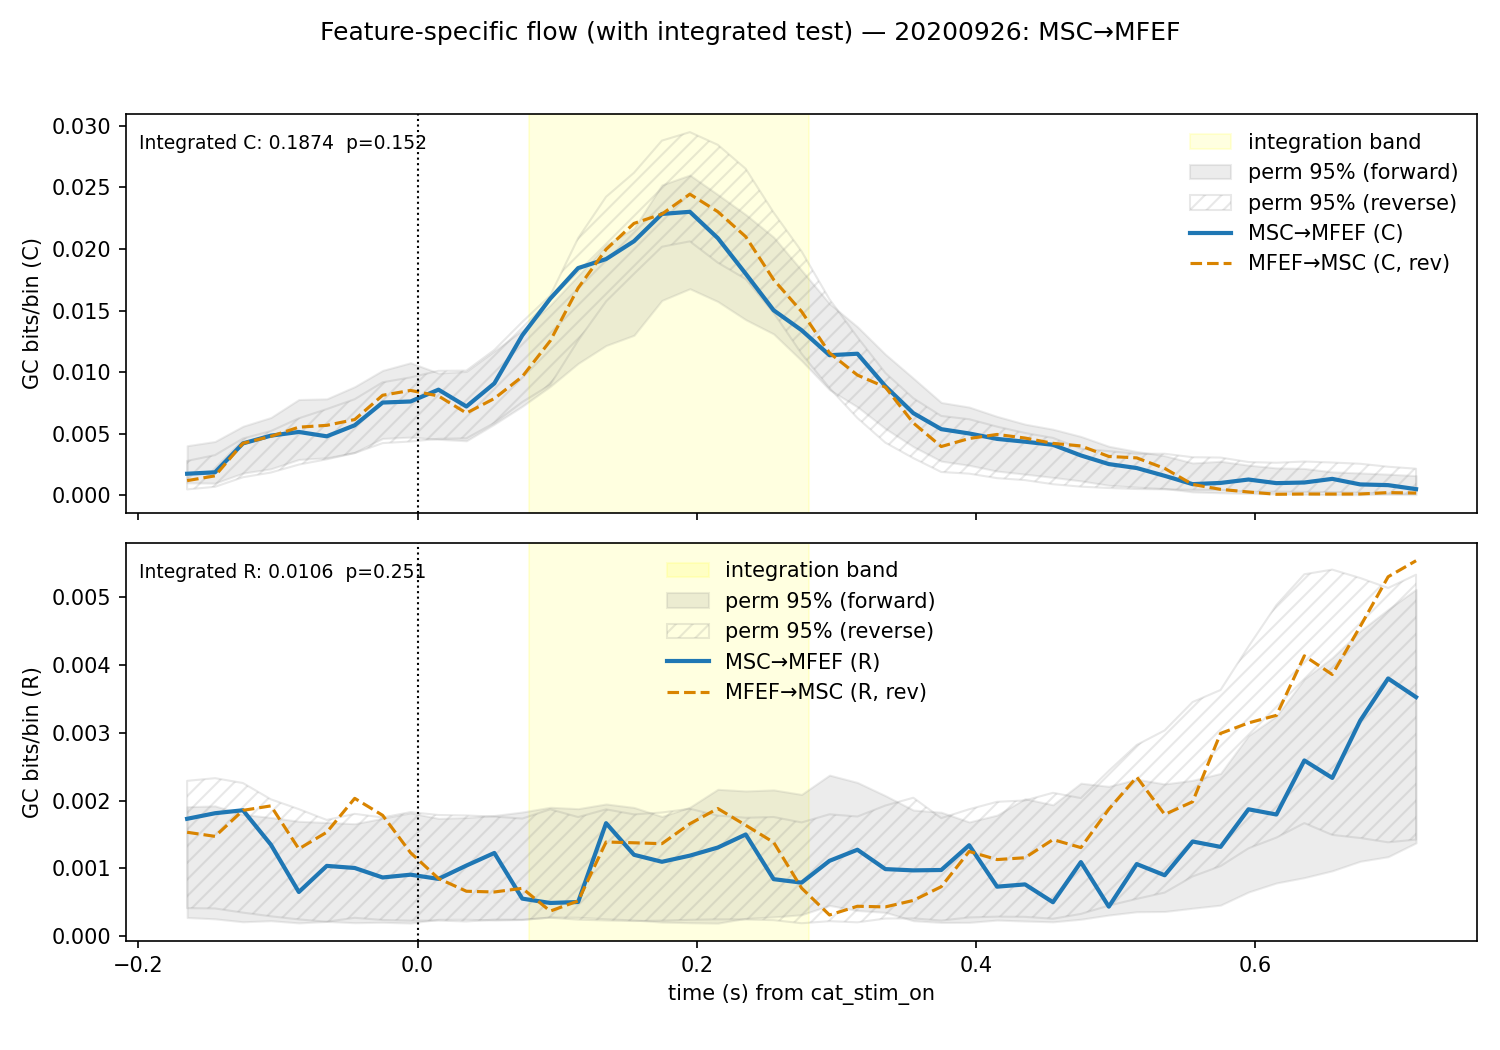 Feature-specific flow (with integrated test) — 20200926: MSC→MFEF
Integrated C: 0.1874  p=0.152
integration band
perm 95% (forward)
perm 95% (reverse)
MSC→MFEF (C)
MFEF→MSC (C, rev)
GC bits/bin (C)
0.030
0.025
0.020
0.015
0.010
0.005
0.000
Integrated R: 0.0106  p=0.251
integration band
perm 95% (forward)
perm 95% (reverse)
MSC→MFEF (R)
MFEF→MSC (R, rev)
GC bits/bin (R)
0.005
0.004
0.003
0.002
0.001
0.000
−0.2 0.0 0.2 0.4 0.6
time (s) from cat_stim_on